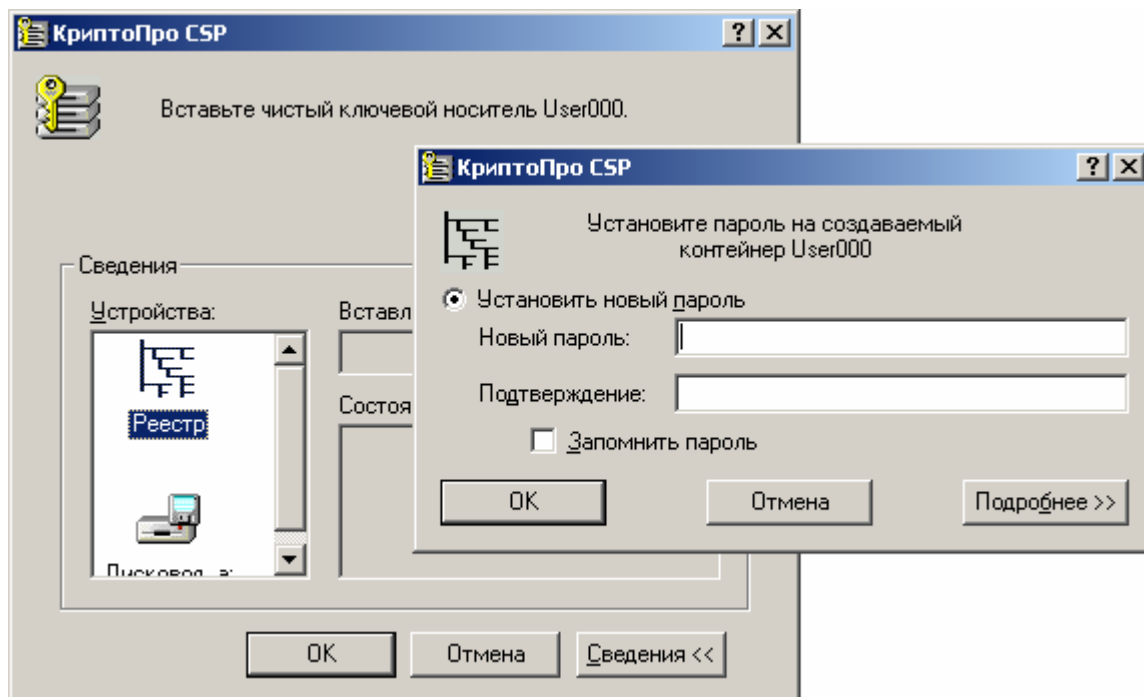 КриптоПро CSP
Вставьте чистый ключевой носитель User000.
Сведения
Устройства:
Реестр
Вставл
Состоя
OK
Отмена
Сведения <<
КриптоПро CSP
Установите пароль на создаваемый
контейнер User000
Установить новый пароль
Новый пароль:
Подтверждение:
Запомнить пароль
OK
Отмена
Подробнее >>